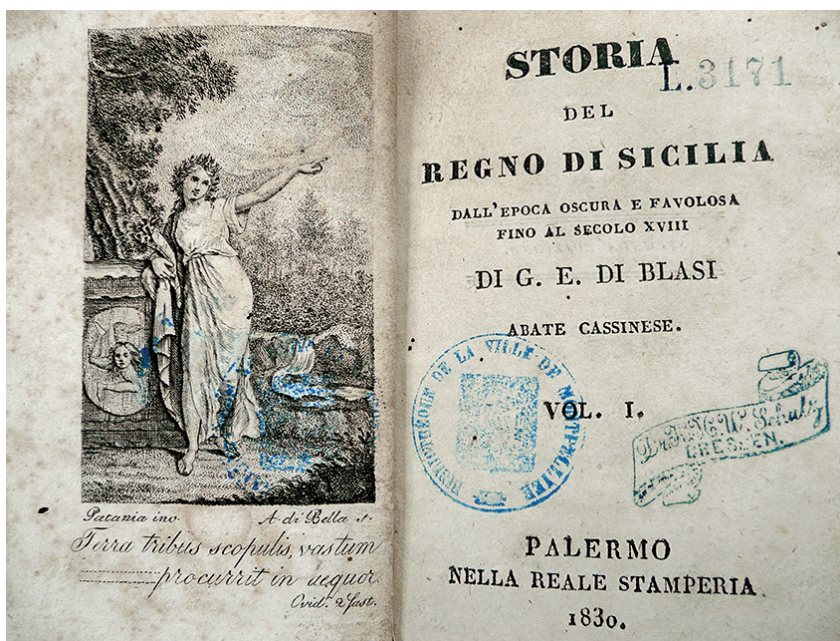 Patania inv. A. di Bella s.
Terra tribus scopulis, vastum
procurrit in aequor.
Ovid. 2 fast.
STORIA
L.3171
DEL
REGNO DI SICILIA
DALL'EPOCA OSCURA E FAVOLOSA
FINO AL SECOLO XVIII
DI G. E. DI BLASI
ABATE CASSINESE.
BIBLIOTHÈQUE DE LA VILLE DE MONTPELLIER
VOL. I.
Schultz
DRESDEN.
PALERMO
NELLA REALE STAMPERIA
1830.